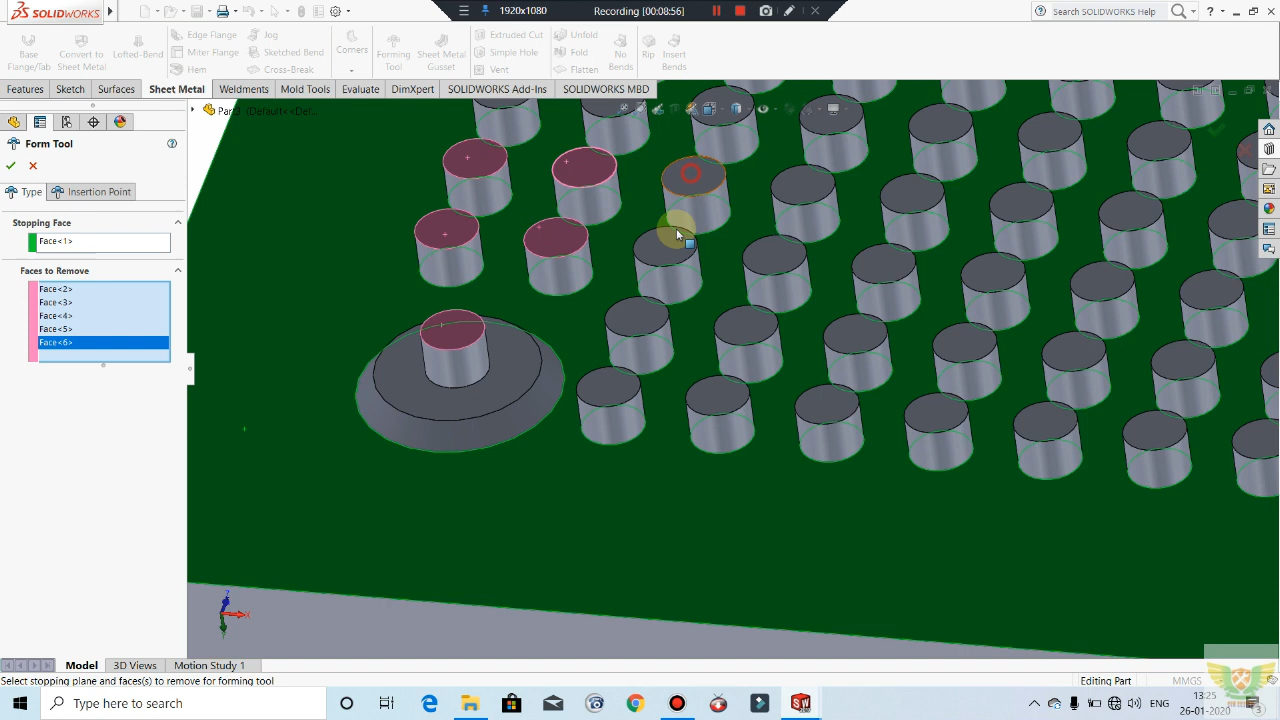 SOLIDWORKS
1920x1080
Recording [00:08:56]
Search SOLIDWORKS Help
Base Flange/Tab
Convert to Sheet Metal
Lofted-Bend
Edge Flange
Miter Flange
Hem
Jog
Sketched Bend
Cross-Break
Corners
Forming Tool
Sheet Metal Gusset
Extruded Cut
Simple Hole
Vent
Unfold
Fold
Flatten
No Bends
Rip
Insert Bends
Features
Sketch
Surfaces
Sheet Metal
Weldments
Mold Tools
Evaluate
DimXpert
SOLIDWORKS Add-Ins
SOLIDWORKS MBD
(Default<<Def...
Form Tool
Type
Insertion Point
Stopping Face
Face<1>
Faces to Remove
Face<2>
Face<3>
Face<4>
Face<5>
Face<6>
Z
X
Model
3D Views
Motion Study 1
Select stopping plane and faces(s) to remove for forming tool
Editing Part
MMGS
Type here to search
ENG
13:25
26-01-2020
3